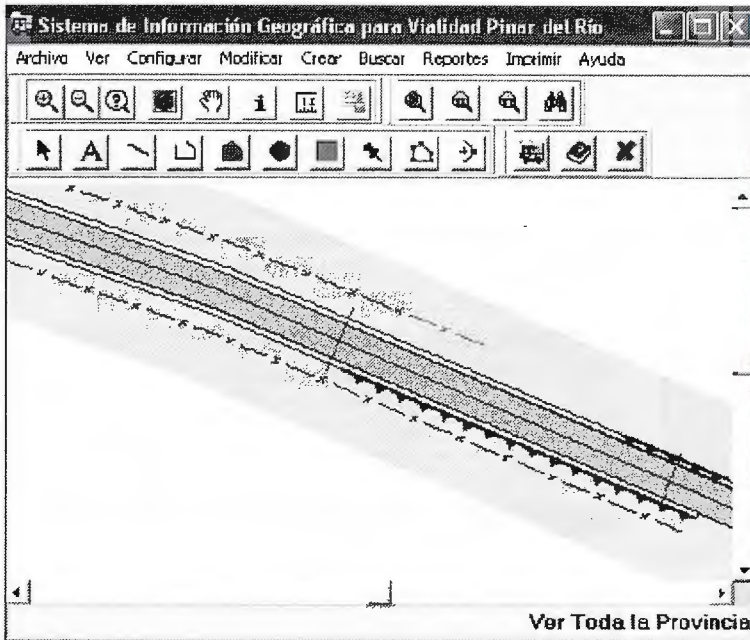 Sistema de Información Geográfica para Vialidad Pinar del Río
Archivo Ver Configurar Modificar Crear Buscar Reportes Imprimir Ayuda
Ver Toda la Provincia